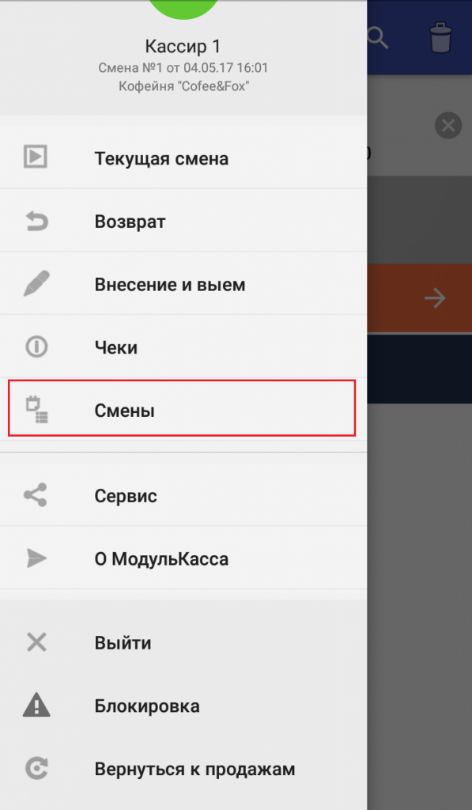 Кассир 1
Смена №1 от 04.05.17 16:01
Кофейня "Cofee&Fox"
Текущая смена
Возврат
Внесение и выем
Чеки
Смены
Сервис
О МодульКасса
Выйти
Блокировка
Вернуться к продажам